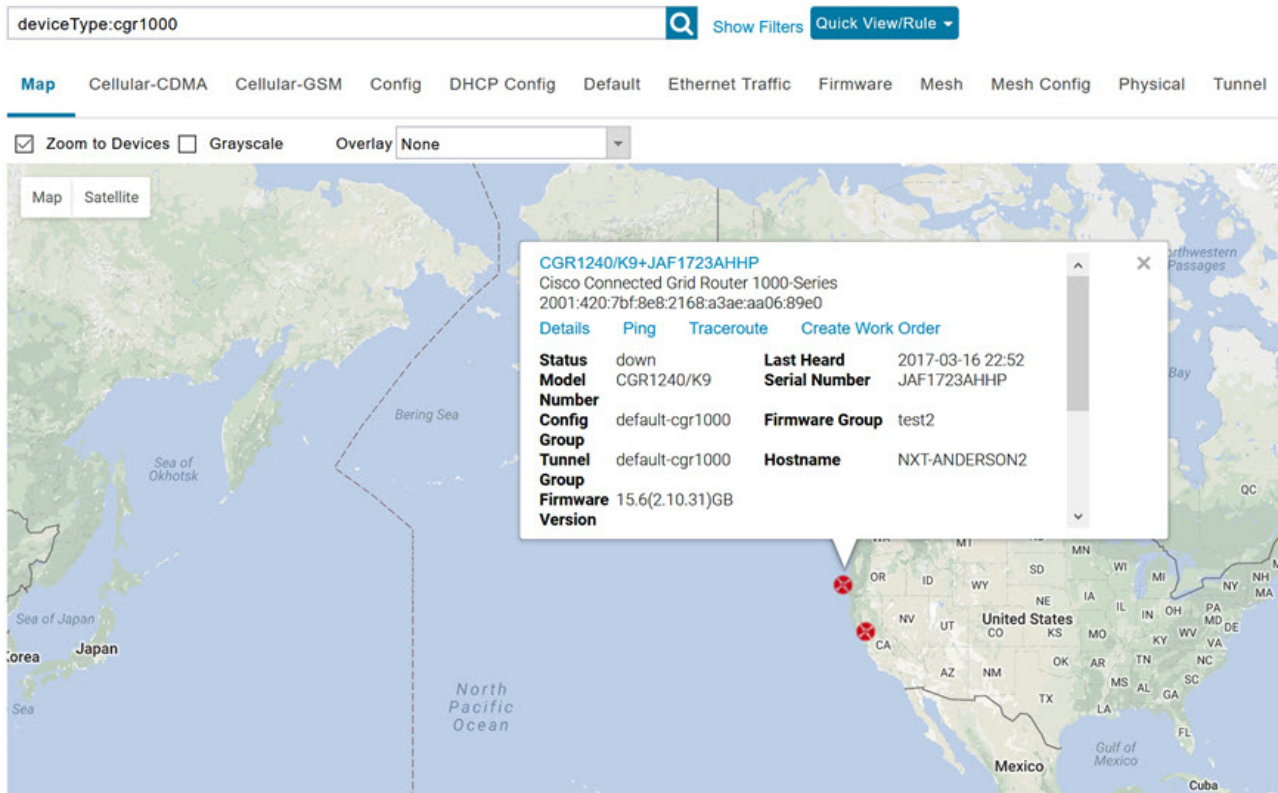 deviceType:cgr1000
Show Filters
Quick View/Rule
Map Cellular-CDMA Cellular-GSM Config DHCP Config Default Ethernet Traffic Firmware Mesh Mesh Config Physical Tunnel
Zoom to Devices Grayscale Overlay None
Map Satellite
CGR1240/K9+JAF1723AHHP
Cisco Connected Grid Router 1000-Series
2001:420:7bf:8e8:2168:a3ae:aa06:89e0
Details Ping Traceroute Create Work Order
Status down Last Heard 2017-03-16 22:52
Model Number CGR1240/K9 Serial Number JAF1723AHHP
Config Group default-cgr1000 Firmware Group test2
Tunnel Group default-cgr1000 Hostname NXT-ANDERSON2
Firmware Version 15.6(2.10.31)GB
Passages
Bay
Bering Sea
Sea of
Okhotsk
QC
MT
MN
OR ID WY SD WI MI NY NH
MA
NE IA IL IN OH PA
MD DE
Sea of Japan
Japan
NV UT United States
CO KS MO KY WV VA
CA
AZ NM OK AR TN NC
MS AL GA SC
TX LA
FL
Sea
North
Pacific
Ocean
Gulf of
Mexico
Mexico
Cuba